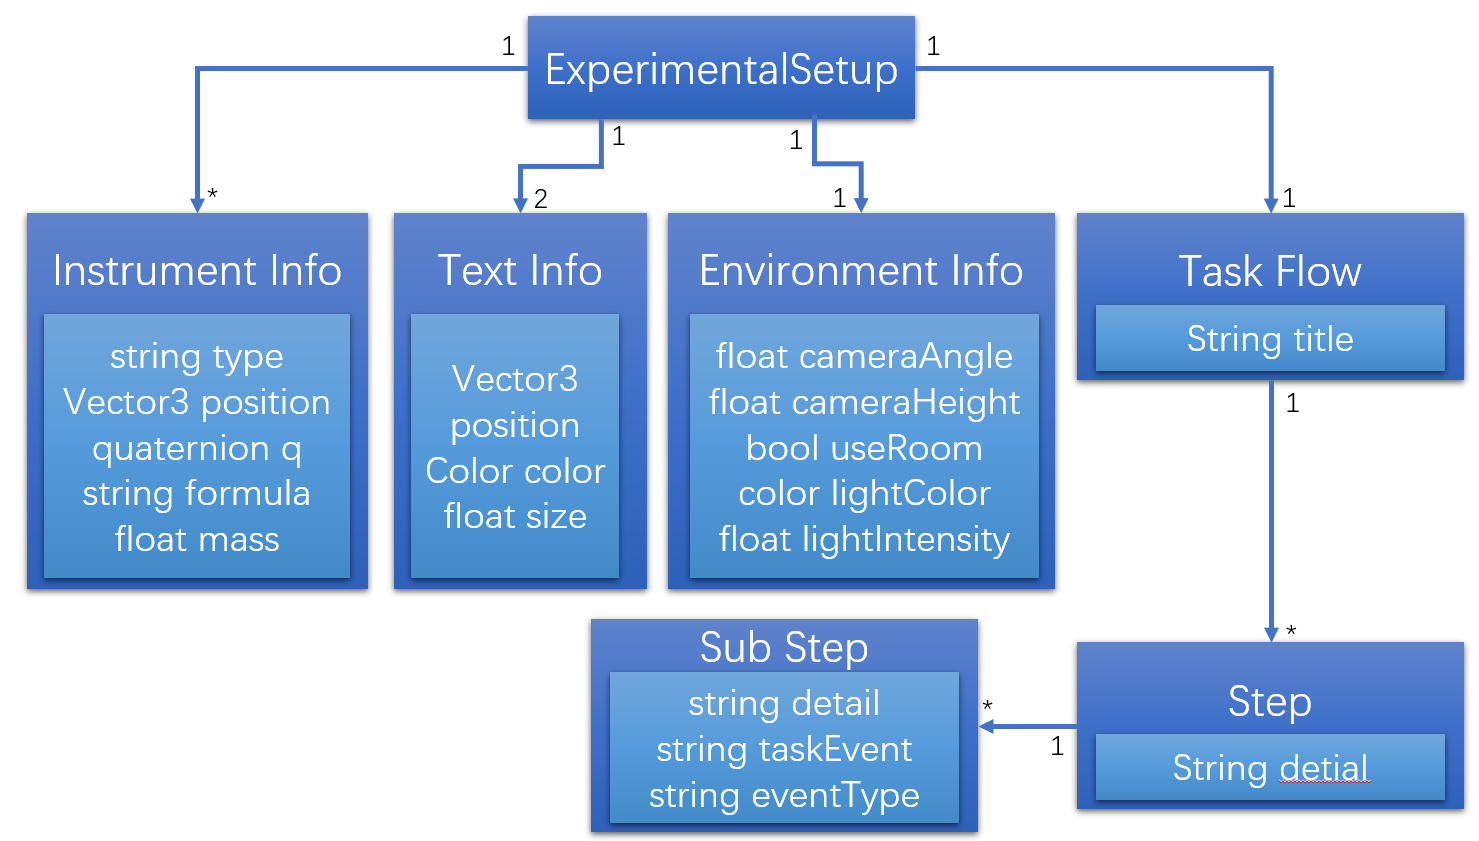 ExperimentalSetup
1
1
1
1
*
2
1
1
Instrument Info
string type
Vector3 position
quaternion q
string formula
float mass
Text Info
Vector3
position
Color color
float size
Environment Info
float cameraAngle
float cameraHeight
bool useRoom
color lightColor
float lightIntensity
Task Flow
String title
1
*
Step
String detial
1
*
Sub Step
string detail
string taskEvent
string eventType